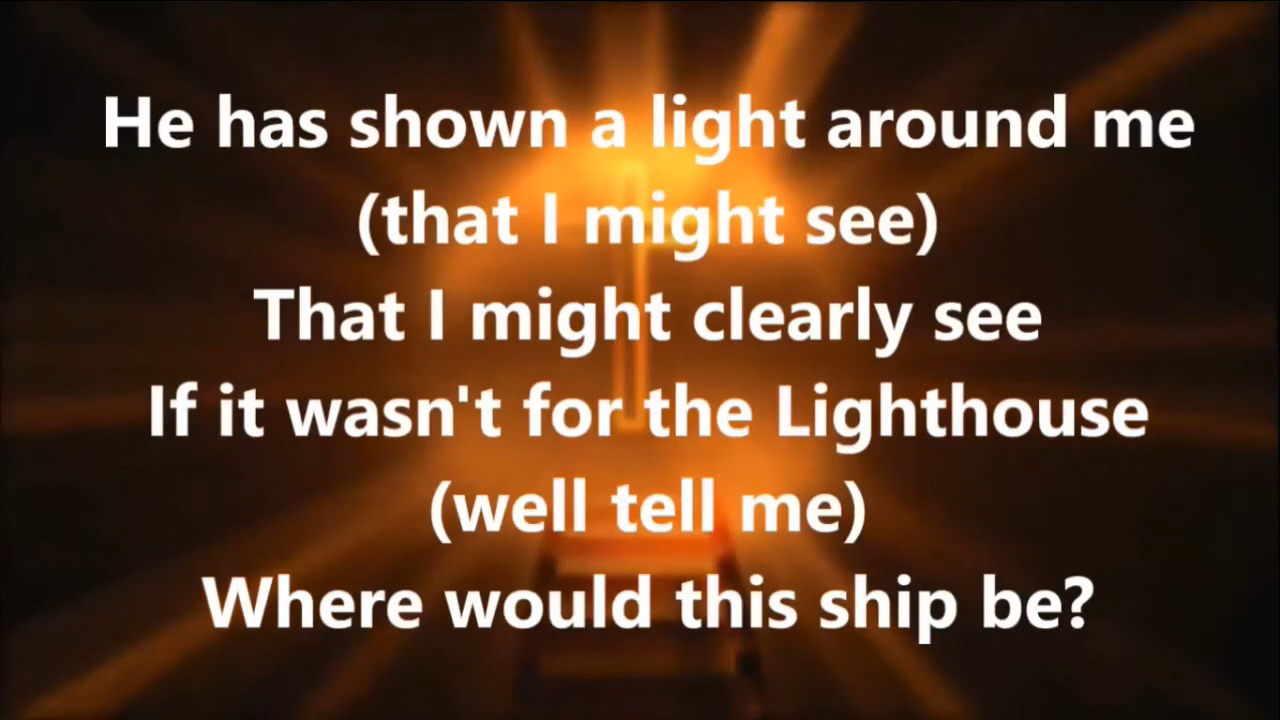 He has shown a light around me
(that I might see)
That I might clearly see
If it wasn't for the Lighthouse
(well tell me)
Where would this ship be?